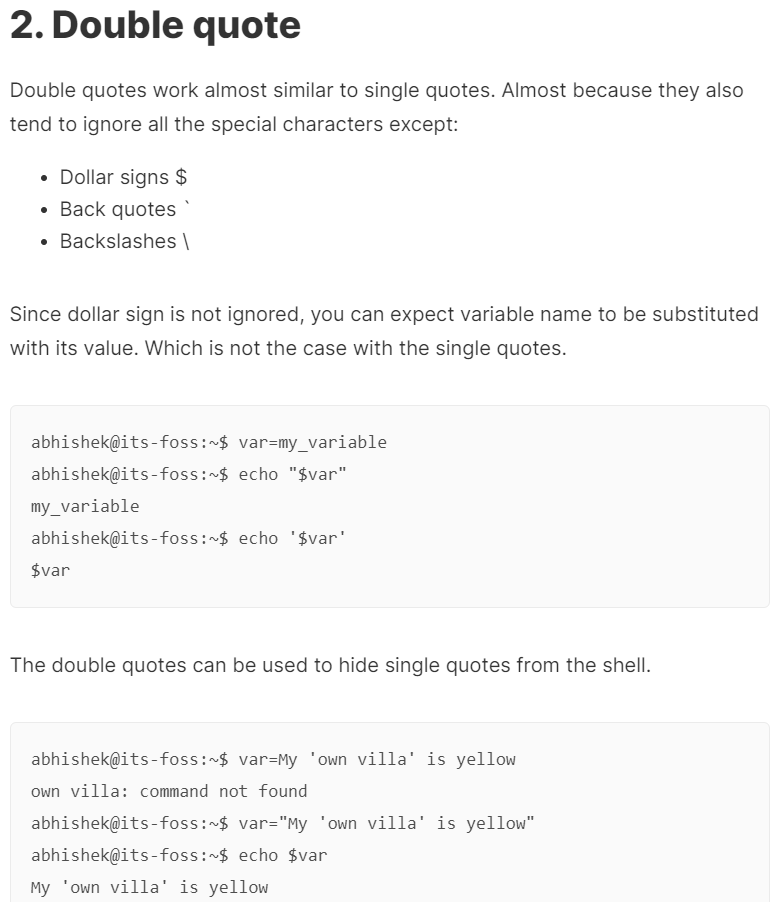 2. Double quote
Double quotes work almost similar to single quotes. Almost because they also
tend to ignore all the special characters except:
• Dollar signs $
• Back quotes `
• Backslashes \
Since dollar sign is not ignored, you can expect variable name to be substituted
with its value. Which is not the case with the single quotes.
abhishek@its-foss:~$ var=my_variable
abhishek@its-foss:~$ echo "$var"
my_variable
abhishek@its-foss:~$ echo '$var'
$var
The double quotes can be used to hide single quotes from the shell.
abhishek@its-foss:~$ var=My 'own villa' is yellow
own villa: command not found
abhishek@its-foss:~$ var="My 'own villa' is yellow"
abhishek@its-foss:~$ echo $var
My 'own villa' is yellow